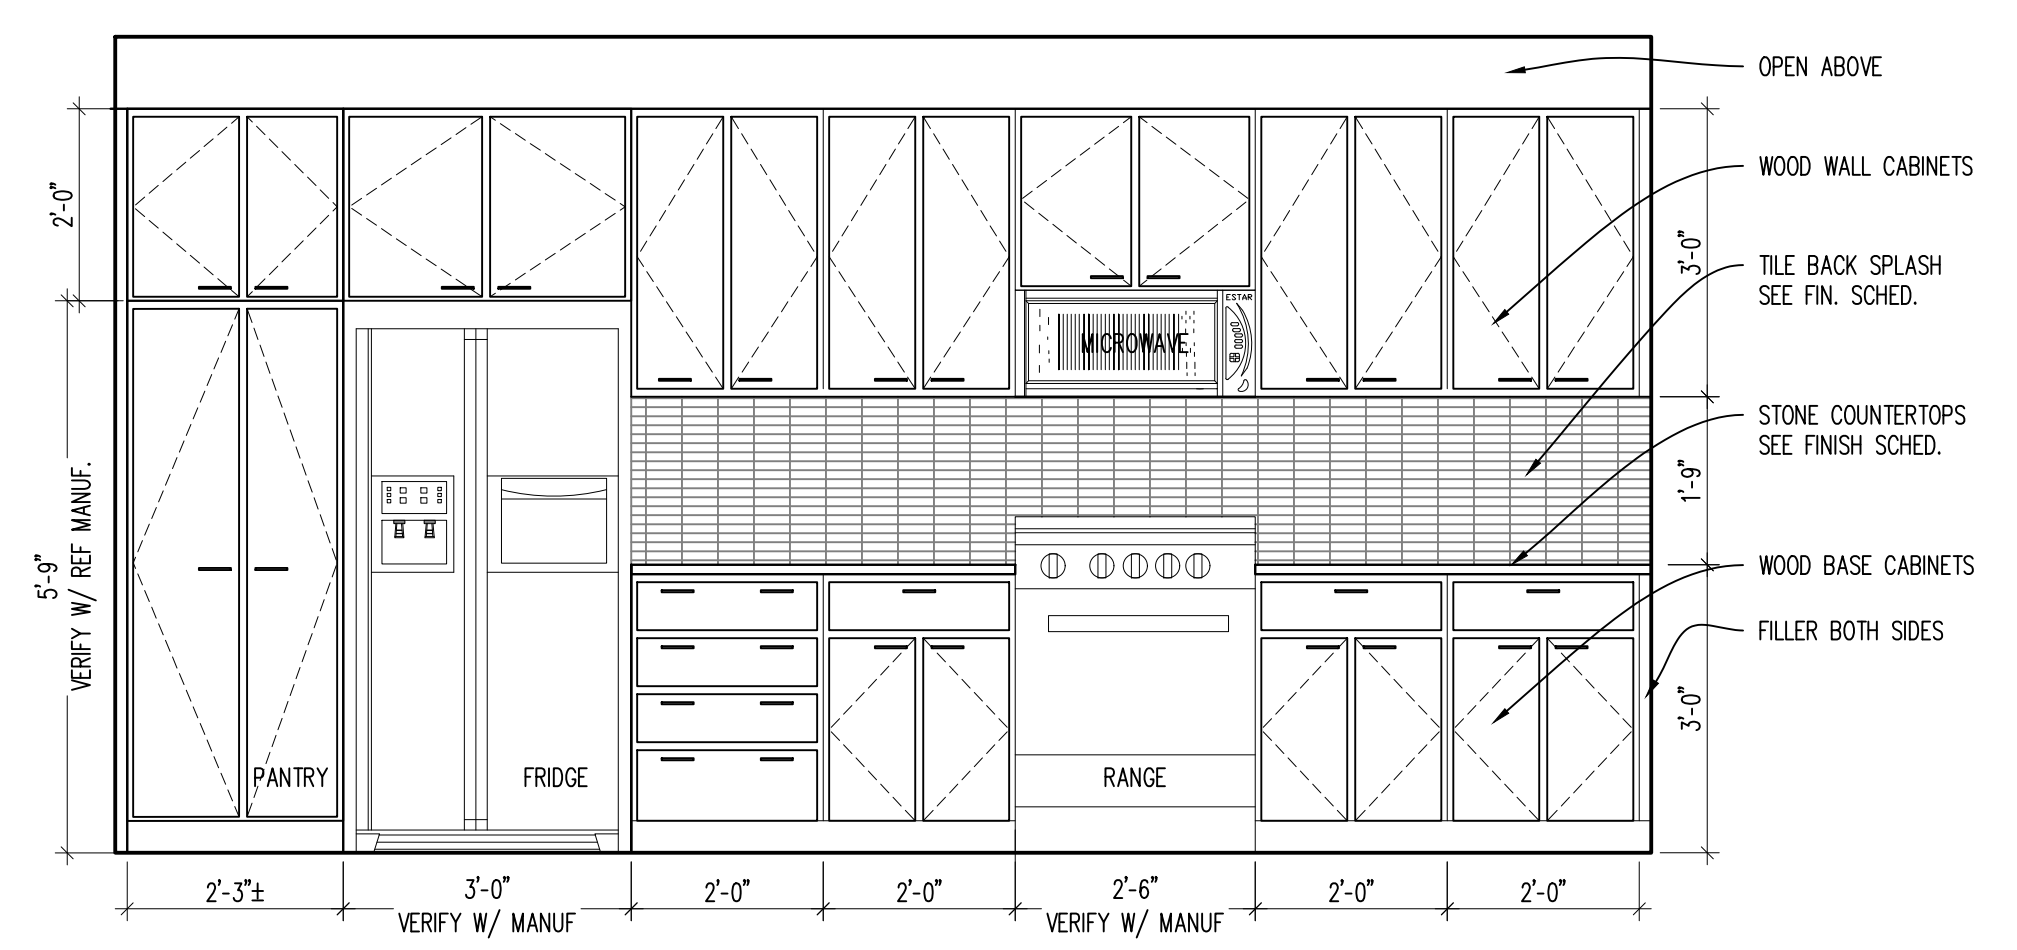 OPEN ABOVE
WOOD WALL CABINETS
2'-0"
3'-0"
TILE BACK SPLASH
SEE FIN. SCHED.
ESTAR
MICROWAVE
STONE COUNTERTOPS
SEE FINISH SCHED.
1'-9"
5'-9"
VERIFY W/ REF MANUF.
WOOD BASE CABINETS
FILLER BOTH SIDES
3'-0"
PANTRY
FRIDGE
RANGE
2'-3"±
3'-0"
VERIFY W/ MANUF
2'-0"
2'-0"
2'-6"
VERIFY W/ MANUF
2'-0"
2'-0"